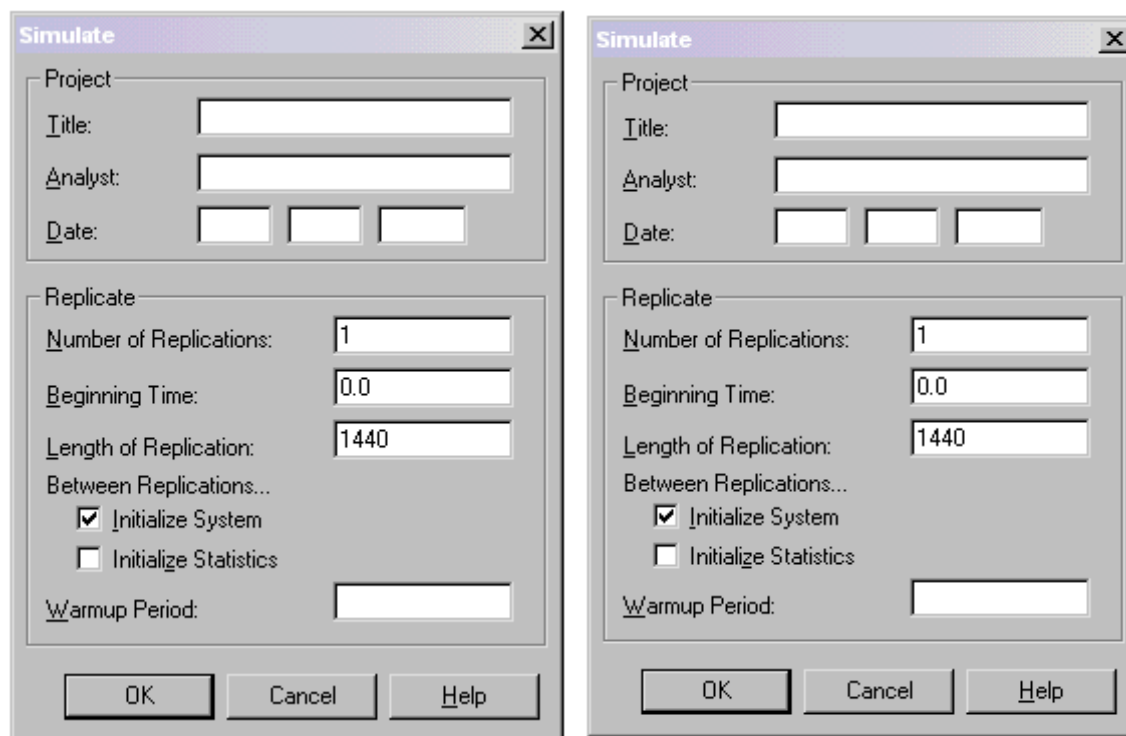 Simulate
Project
Title:
Analyst:
Date:
Replicate
Number of Replications: 1
Beginning Time: 0.0
Length of Replication: 1440
Between Replications...
Initialize System
Initialize Statistics
Warmup Period:
OK Cancel Help
Simulate
Project
Title:
Analyst:
Date:
Replicate
Number of Replications: 1
Beginning Time: 0.0
Length of Replication: 1440
Between Replications...
Initialize System
Initialize Statistics
Warmup Period:
OK Cancel Help